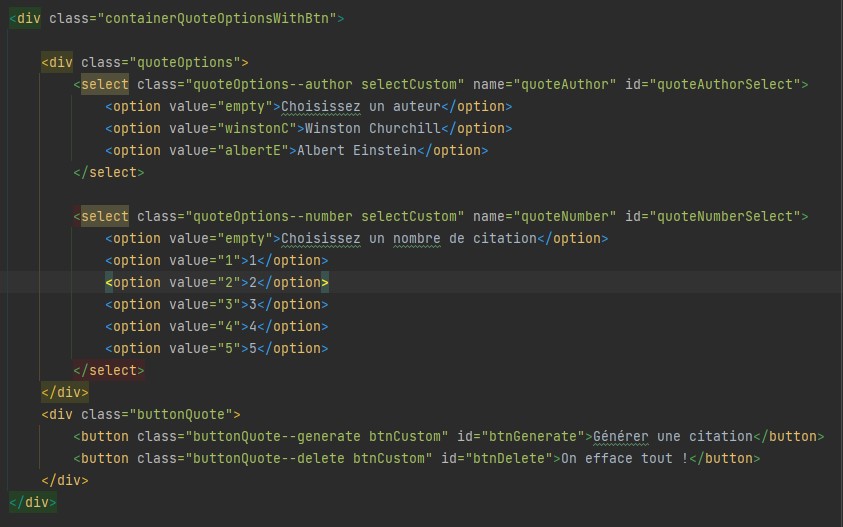 <div class="containerQuoteOptionsWithBtn">
<div class="quoteOptions">
<select class="quoteOptions--author selectCustom" name="quoteAuthor" id="quoteAuthorSelect">
<option value="empty">Choisissez un auteur</option>
<option value="winstonC">Winston Churchill</option>
<option value="albertE">Albert Einstein</option>
</select>
<select class="quoteOptions--number selectCustom" name="quoteNumber" id="quoteNumberSelect">
<option value="empty">Choisissez un nombre de citation</option>
<option value="1">1</option>
<option value="2">2</option>
<option value="3">3</option>
<option value="4">4</option>
<option value="5">5</option>
</select>
</div>
<div class="buttonQuote">
<button class="buttonQuote--generate btnCustom" id="btnGenerate">Générer une citation</button>
<button class="buttonQuote--delete btnCustom" id="btnDelete">On efface tout !</button>
</div>
</div>